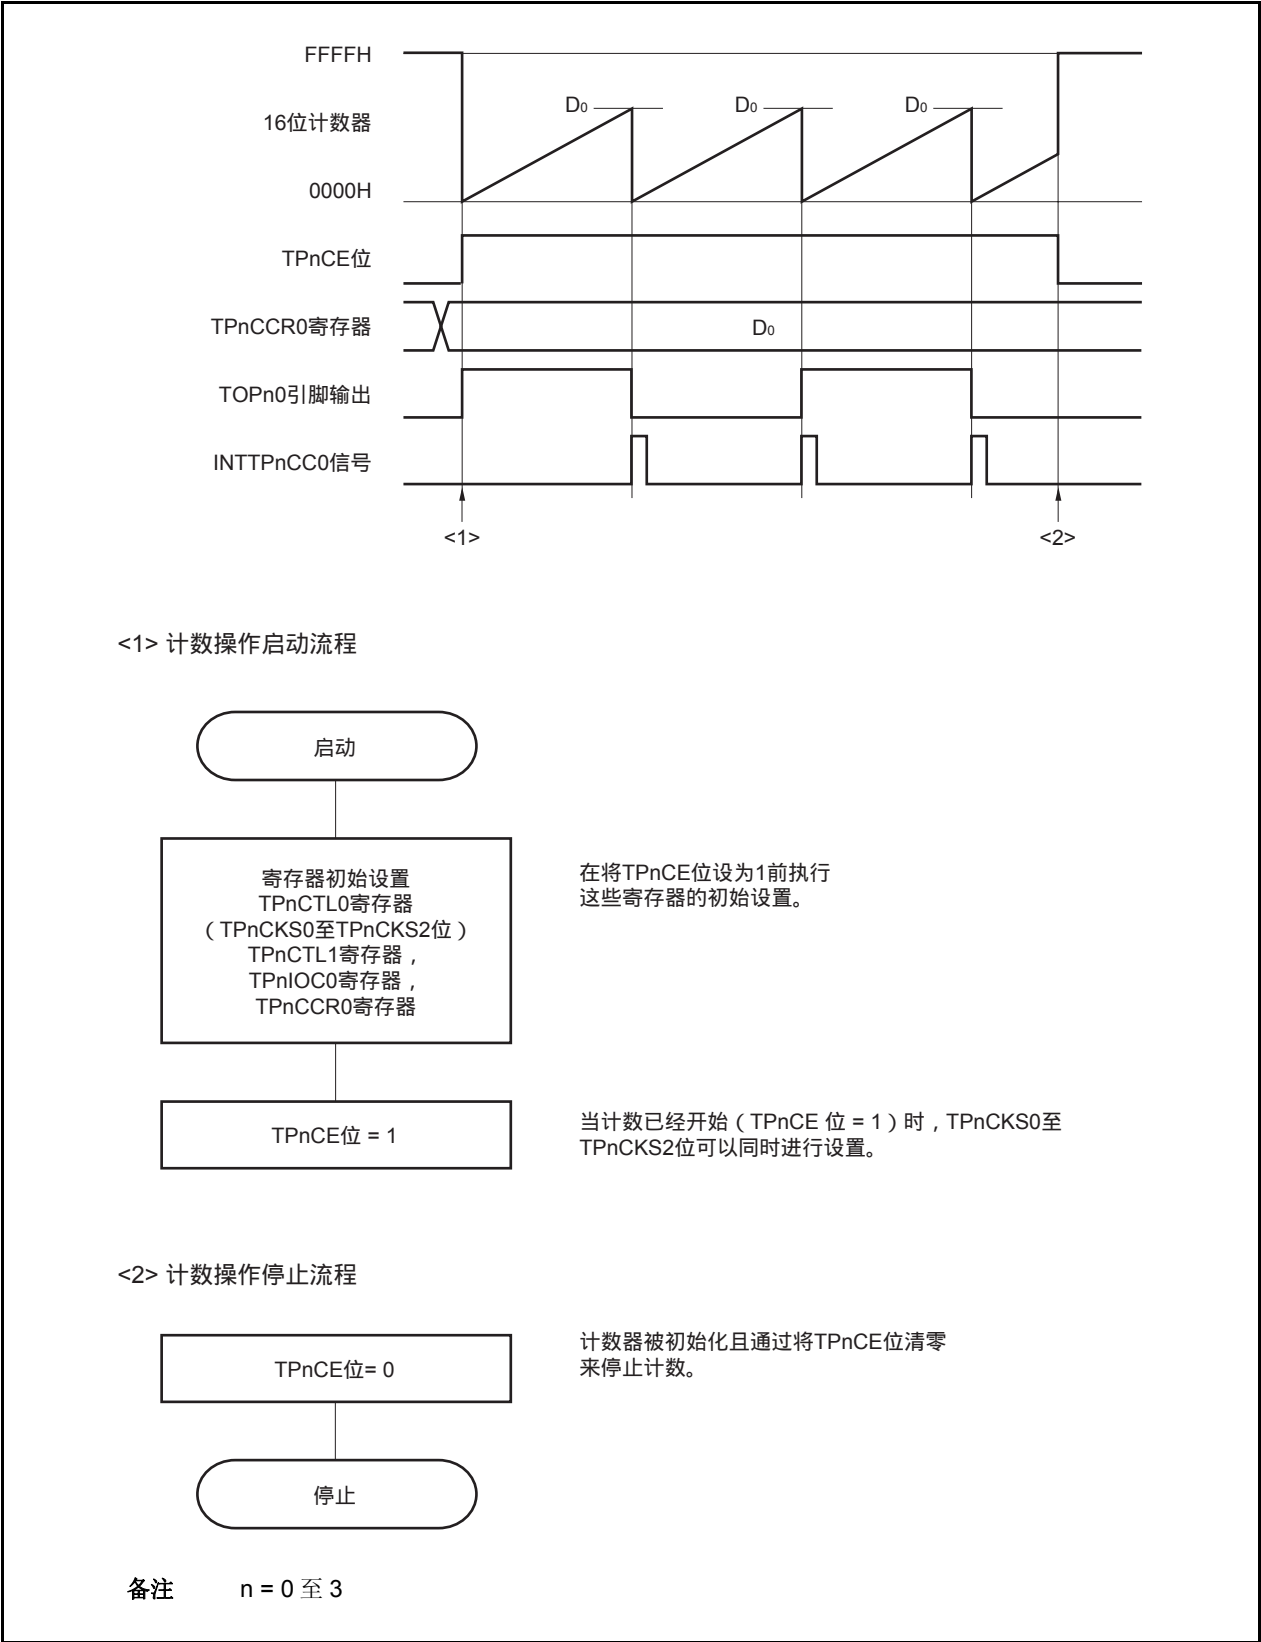 FFFFH
D0 D0 D0
16位计数器
0000H
TPnCE位
TPnCCR0寄存器 D0
TOPn0引脚输出
INTTPnCC0信号
<1> <2>
<1> 计数操作启动流程
启动
寄存器初始设置
TPnCTL0寄存器
（TPnCKS0至TPnCKS2位）
TPnCTL1寄存器，
TPnIOC0寄存器，
TPnCCR0寄存器
在将TPnCE位设为1前执行
这些寄存器的初始设置。
TPnCE位 = 1
当计数已经开始（TPnCE 位 = 1）时，TPnCKS0至
TPnCKS2位可以同时进行设置。
<2> 计数操作停止流程
TPnCE位= 0
计数器被初始化且通过将TPnCE位清零
来停止计数。
停止
备注 n = 0 至 3